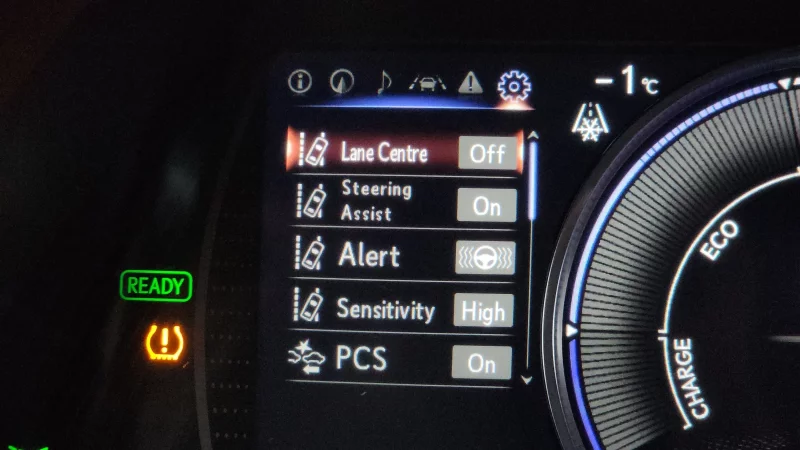 -1°C
Lane Centre Off
Steering
Assist On
Alert
Sensitivity High
PCS On
READY
ECO
CHARGE